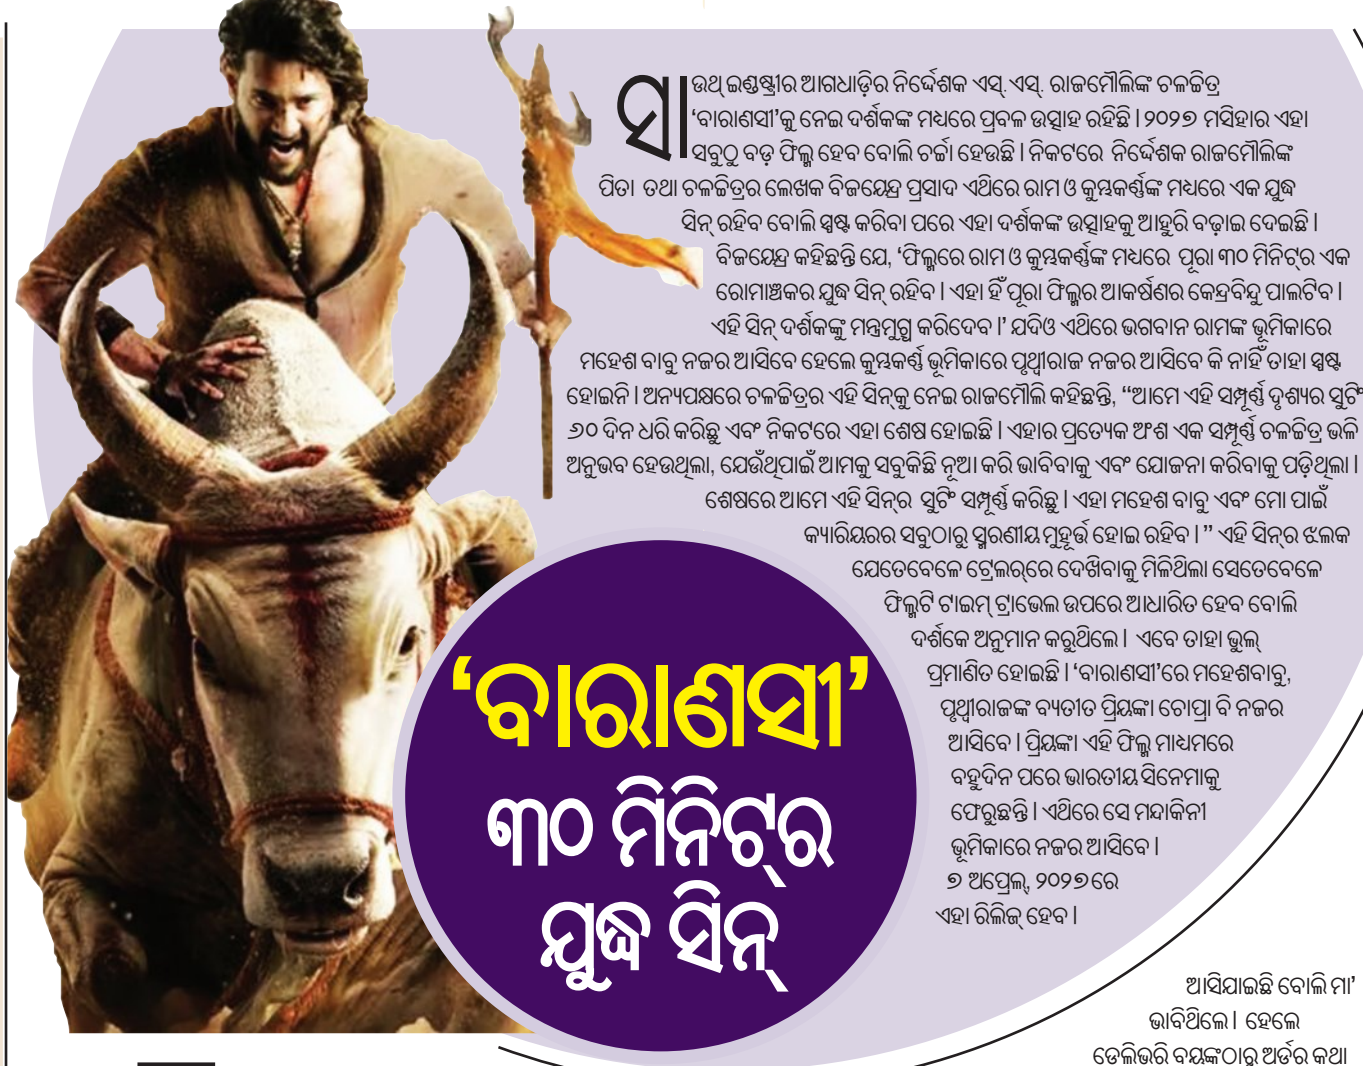 ସାଉଥ୍ ଇଣ୍ଡଷ୍ଟ୍ରୀର ଆଗଧାଡ଼ିର ନିର୍ଦ୍ଦେଶକ ଏସ୍. ଏସ୍. ରାଜମୌଲିଙ୍କ ଚଳଚ୍ଚିତ୍ର
‘ବାରାଣସୀ’କୁ ନେଇ ଦର୍ଶକଙ୍କ ମଧ୍ୟରେ ପ୍ରବଳ ଉତ୍ସାହ ରହିଛି । ୨୦୨୭ ମସିହାର ଏହା
ସବୁଠୁ ବଡ଼ ଫିଲ୍ମ ହେବ ବୋଲି ଚର୍ଚ୍ଚା ହେଉଛି । ନିକଟରେ ନିର୍ଦ୍ଦେଶକ ରାଜମୌଲିଙ୍କ
ପିତା ତଥା ଚଳଚ୍ଚିତ୍ରର ଲେଖକ ବିଜୟେନ୍ଦ୍ର ପ୍ରସାଦ ଏଥିରେ ରାମ ଓ କୁମ୍ଭକର୍ଣ୍ଣଙ୍କ ମଧ୍ୟରେ ଏକ ଯୁଦ୍ଧ
ସିନ୍ ରହିବ ବୋଲି ସ୍ପଷ୍ଟ କରିବା ପରେ ଏହା ଦର୍ଶକଙ୍କ ଉତ୍ସାହକୁ ଆହୁରି ବଢ଼ାଇ ଦେଇଛି ।
ବିଜୟେନ୍ଦ୍ର କହିଛନ୍ତି ଯେ, ‘ଫିଲ୍ମରେ ରାମ ଓ କୁମ୍ଭକର୍ଣ୍ଣଙ୍କ ମଧ୍ୟରେ ପୂରା ୩୦ ମିନିଟ୍‌ର ଏକ
ରୋମାଞ୍ଚକର ଯୁଦ୍ଧ ସିନ୍ ରହିବ । ଏହା ହିଁ ପୂରା ଫିଲ୍ମର ଆକର୍ଷଣର କେନ୍ଦ୍ରବିନ୍ଦୁ ପାଲଟିବ ।
ଏହି ସିନ୍ ଦର୍ଶକଙ୍କୁ ମନ୍ତ୍ରମୁଗ୍ଧ କରିଦେବ ।’ ଯଦିଓ ଏଥିରେ ଭଗବାନ ରାମଙ୍କ ଭୂମିକାରେ
ମହେଶ ବାବୁ ନଜର ଆସିବେ ହେଲେ କୁମ୍ଭକର୍ଣ୍ଣ ଭୂମିକାରେ ପୃଥ୍ୱୀରାଜ ନଜର ଆସିବେ କି ନାହିଁ ତାହା ସ୍ପଷ୍ଟ
ହୋଇନି । ଅନ୍ୟପକ୍ଷରେ ଚଳଚ୍ଚିତ୍ରର ଏହି ସିନ୍‌କୁ ନେଇ ରାଜମୌଲି କହିଛନ୍ତି, “ଆମେ ଏହି ସମ୍ପୂର୍ଣ୍ଣ ଦୃଶ୍ୟର ସୁଟିଂ
୬୦ ଦିନ ଧରି କରିଛୁ ଏବଂ ନିକଟରେ ଏହା ଶେଷ ହୋଇଛି । ଏହାର ପ୍ରତ୍ୟେକ ଅଂଶ ଏକ ସମ୍ପୂର୍ଣ୍ଣ ଚଳଚ୍ଚିତ୍ର ଭଳି
ଅନୁଭବ ହେଉଥିଲା, ଯେଉଁଥିପାଇଁ ଆମକୁ ସବୁକିଛି ନୂଆ କରି ଭାବିବାକୁ ଏବଂ ଯୋଜନା କରିବାକୁ ପଡ଼ିଥିଲା ।
ଶେଷରେ ଆମେ ଏହି ସିନ୍‌ର ସୁଟିଂ ସମ୍ପୂର୍ଣ୍ଣ କରିଛୁ । ଏହା ମହେଶ ବାବୁ ଏବଂ ମୋ ପାଇଁ
କ୍ୟାରିୟରର ସବୁଠାରୁ ସ୍ମରଣୀୟ ମୁହୂର୍ତ୍ତ ହୋଇ ରହିବ । ” ଏହି ସିନ୍‌ର ଝଲକ
ଯେତେବେଳେ ଟ୍ରେଲର୍‌ରେ ଦେଖିବାକୁ ମିଳିଥିଲା ସେତେବେଳେ
ଫିଲ୍ମଟି ଟାଇମ୍ ଟ୍ରାଭେଲ ଉପରେ ଆଧାରିତ ହେବ ବୋଲି
ଦର୍ଶକେ ଅନୁମାନ କରୁଥିଲେ । ଏବେ ତାହା ଭୁଲ୍
ପ୍ରମାଣିତ ହୋଇଛି । ‘ବାରାଣସୀ’ରେ ମହେଶବାବୁ,
ପୃଥ୍ୱୀରାଜଙ୍କ ବ୍ୟତୀତ ପ୍ରିୟଙ୍କା ଚୋପ୍ରା ବି ନଜର
ଆସିବେ । ପ୍ରିୟଙ୍କା ଏହି ଫିଲ୍ମ ମାଧ୍ୟମରେ
ବହୁଦିନ ପରେ ଭାରତୀୟ ସିନେମାକୁ
ଫେରୁଛନ୍ତି । ଏଥିରେ ସେ ମନ୍ଦାକିନୀ
ଭୂମିକାରେ ନଜର ଆସିବେ ।
୭ ଅପ୍ରେଲ୍, ୨୦୨୭ରେ
ଏହା ରିଲିଜ୍ ହେବ ।
‘ବାରାଣସୀ’
୩୦ ମିନିଟ୍‌ର
ଯୁଦ୍ଧ ସିନ୍
ଆସିଯାଇଛି ବୋଲି ମା’
ଭାବିଥିଲେ । ହେଲେ
ଡେଲିଭରି ବୟଙ୍କଠାରୁ ଅର୍ଡର କଥା